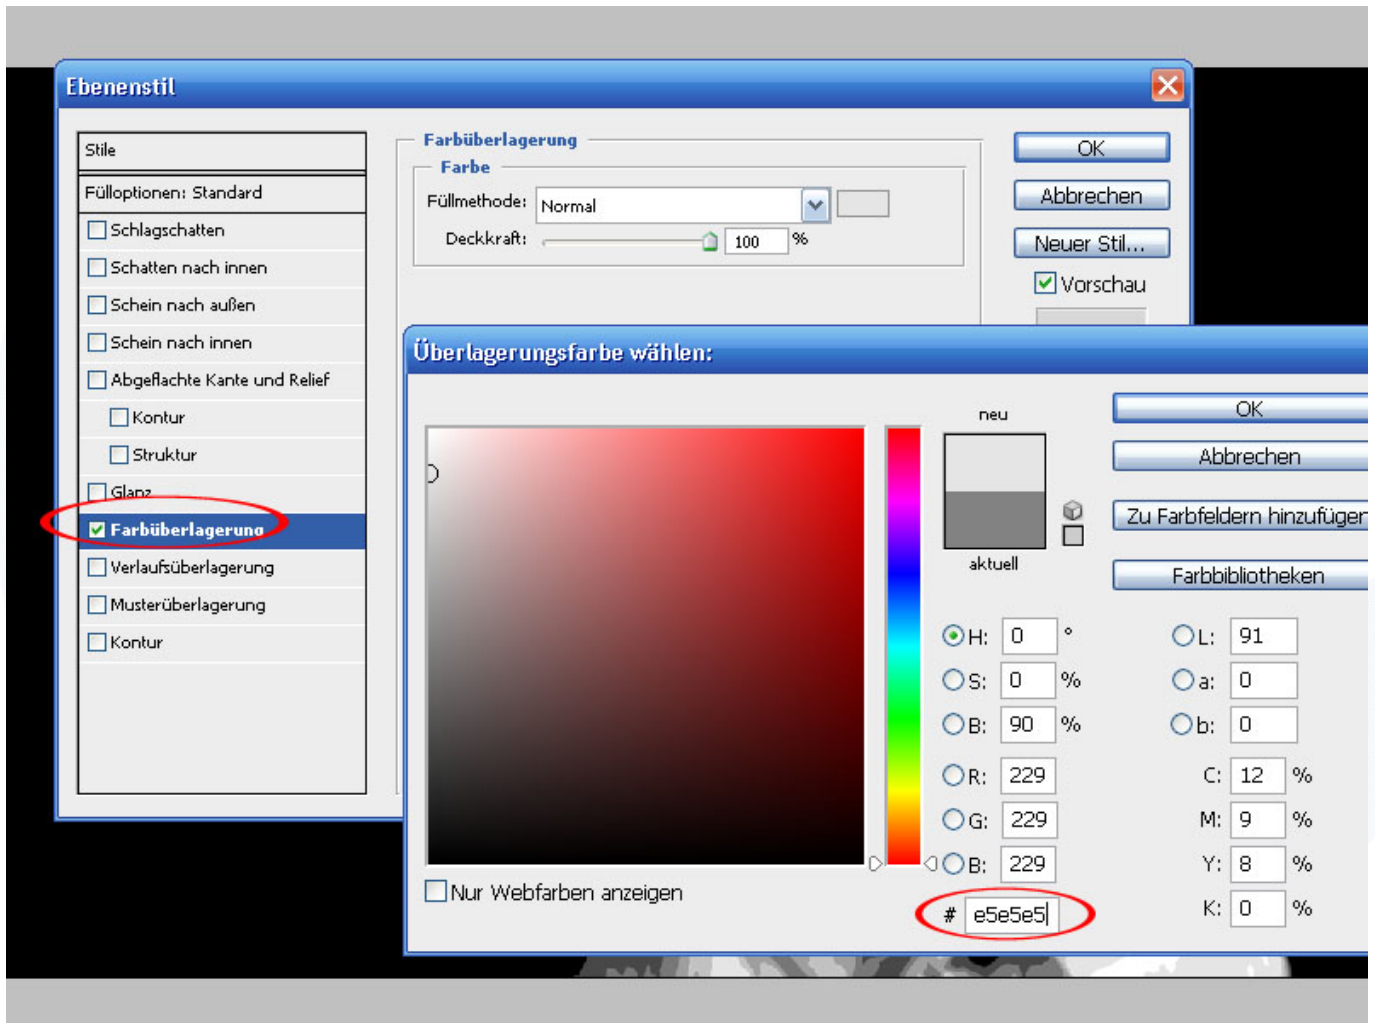 Ebenenstil
Stile
Fülloptionen: Standard
Schlagschatten
Schatten nach innen
Schein nach außen
Schein nach innen
Abgeflachte Kante und Relief
Kontur
Struktur
Glanz
Farbüberlagerung
Verlaufsüberlagerung
Musterüberlagerung
Kontur
Farbüberlagerung
Farbe
Füllmethode: Normal
Deckkraft: 100 %
OK
Abbrechen
Neuer Stil...
Vorschau
Überlagerungsfarbe wählen:
neu
aktuell
OK
Abbrechen
Zu Farbfeldern hinzufügen
Farbbibliotheken
H: 0 °
S: 0 %
B: 90 %
R: 229
G: 229
B: 229
# e5e5e5
L: 91
a: 0
b: 0
C: 12 %
M: 9 %
Y: 8 %
K: 0 %
Nur Webfarben anzeigen